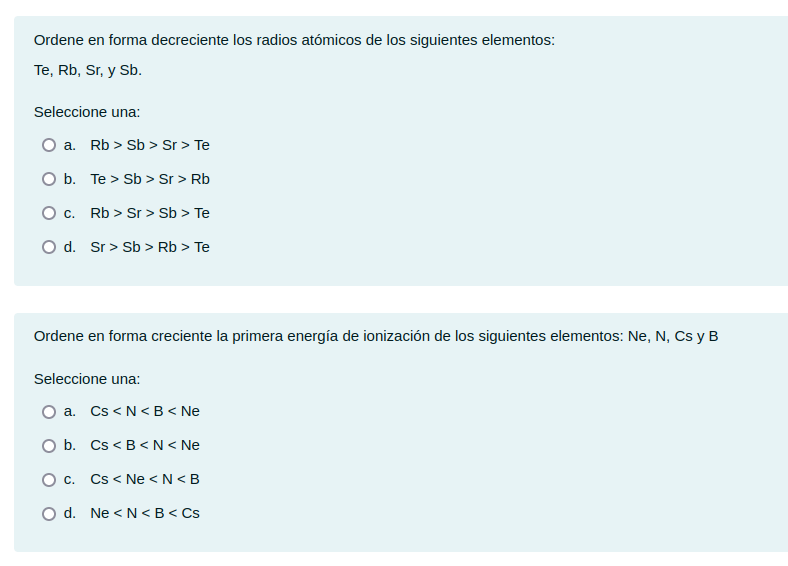 Ordene en forma decreciente los radios atómicos de los siguientes elementos:
Te, Rb, Sr, y Sb.
Seleccione una:
a. Rb > Sb > Sr > Te
b. Te > Sb > Sr > Rb
c. Rb > Sr > Sb > Te
d. Sr > Sb > Rb > Te
Ordene en forma creciente la primera energía de ionización de los siguientes elementos: Ne, N, Cs y B
Seleccione una:
a. Cs < N < B < Ne
b. Cs < B < N < Ne
c. Cs < Ne < N < B
d. Ne < N < B < Cs